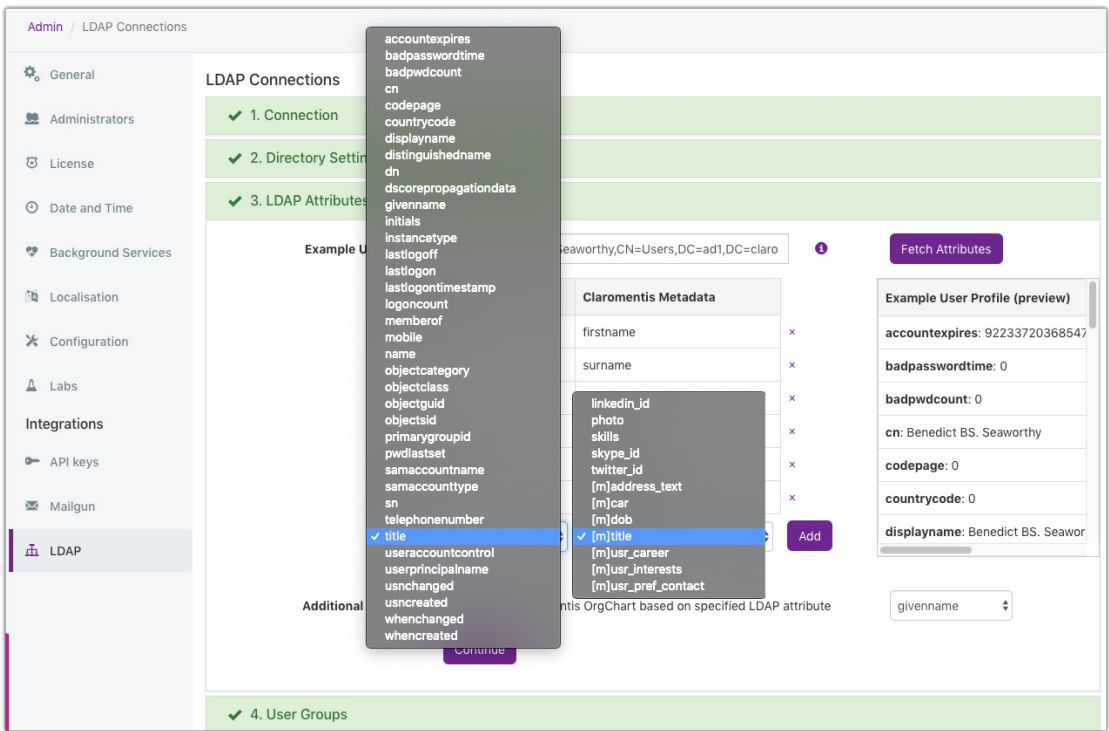 Admin / LDAP Connections
General
Administrators
License
Date and Time
Background Services
Localisation
Configuration
Labs
Integrations
API keys
Mailgun
LDAP
LDAP Connections
1. Connection
2. Directory Settin
3. LDAP Attributes
Example U
Seaworthy,CN=Users,DC=ad1,DC=claro
Fetch Attributes
accountexpires
badpasswordtime
badpwdcount
cn
codepage
countrycode
displayname
distinguishedname
dn
dscorepropagationdata
givenname
initials
instancetype
lastlogoff
lastlogon
lastlogontimestamp
logoncount
memberof
mobile
name
objectcategory
objectclass
objectguid
objectsid
primarygroupid
pwdlastset
samaccountname
samaccounttype
sn
telephonenumber
title
useraccountcontrol
userprincipalname
usnchanged
usncreated
whenchanged
whencreated
Claromentis Metadata
firstname ×
surname ×
×
×
×
×
linkedin_id
photo
skills
skype_id
twitter_id
[m]address_text
[m]car
[m]dob
[m]title
[m]usr_career
[m]usr_interests
[m]usr_pref_contact
Add
Example User Profile (preview)
accountexpires: 92233720368547
badpasswordtime: 0
badpwdcount: 0
cn: Benedict BS. Seaworthy
codepage: 0
countrycode: 0
displayname: Benedict BS. Seawor
Additional
ntis OrgChart based on specified LDAP attribute
givenname
Continue
4. User Groups